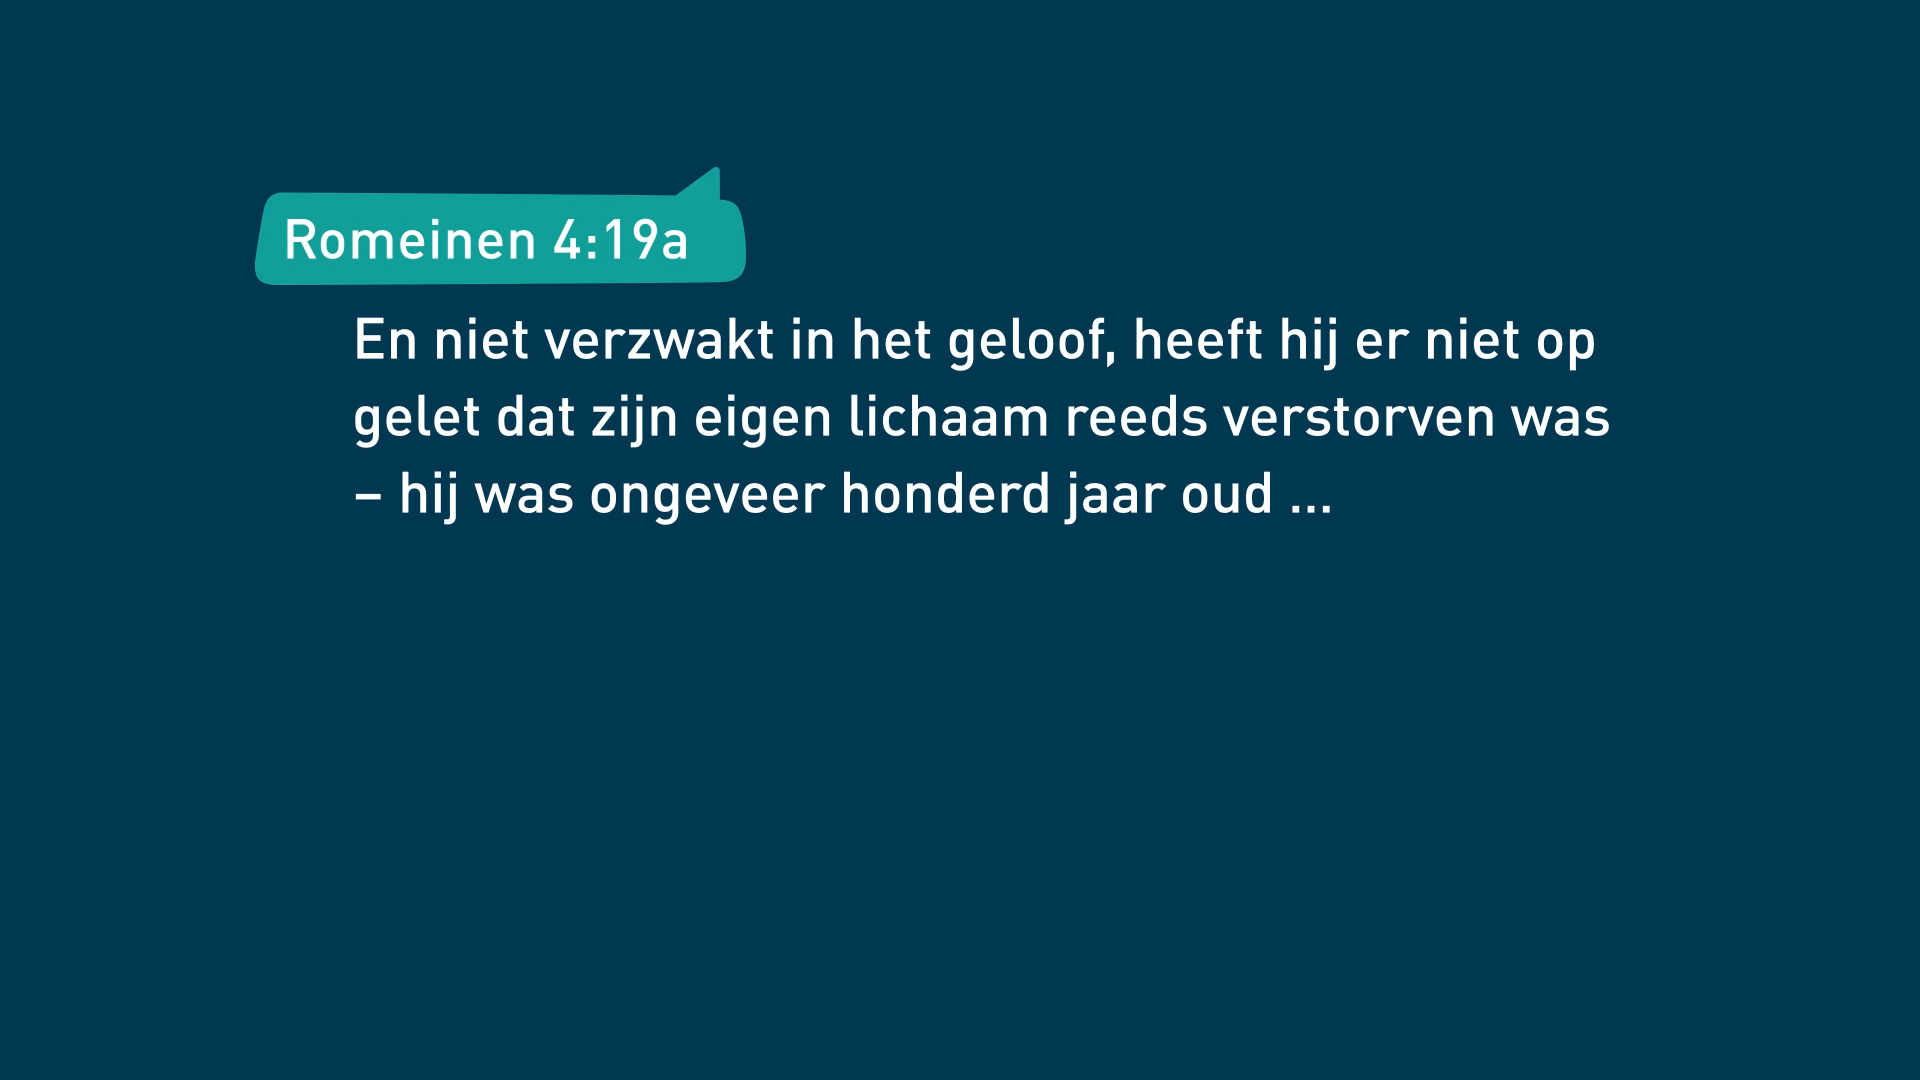 Romeinen 4:19a
En niet verzwakt in het geloof, heeft hij er niet op
gelet dat zijn eigen lichaam reeds verstorven was
– hij was ongeveer honderd jaar oud ...